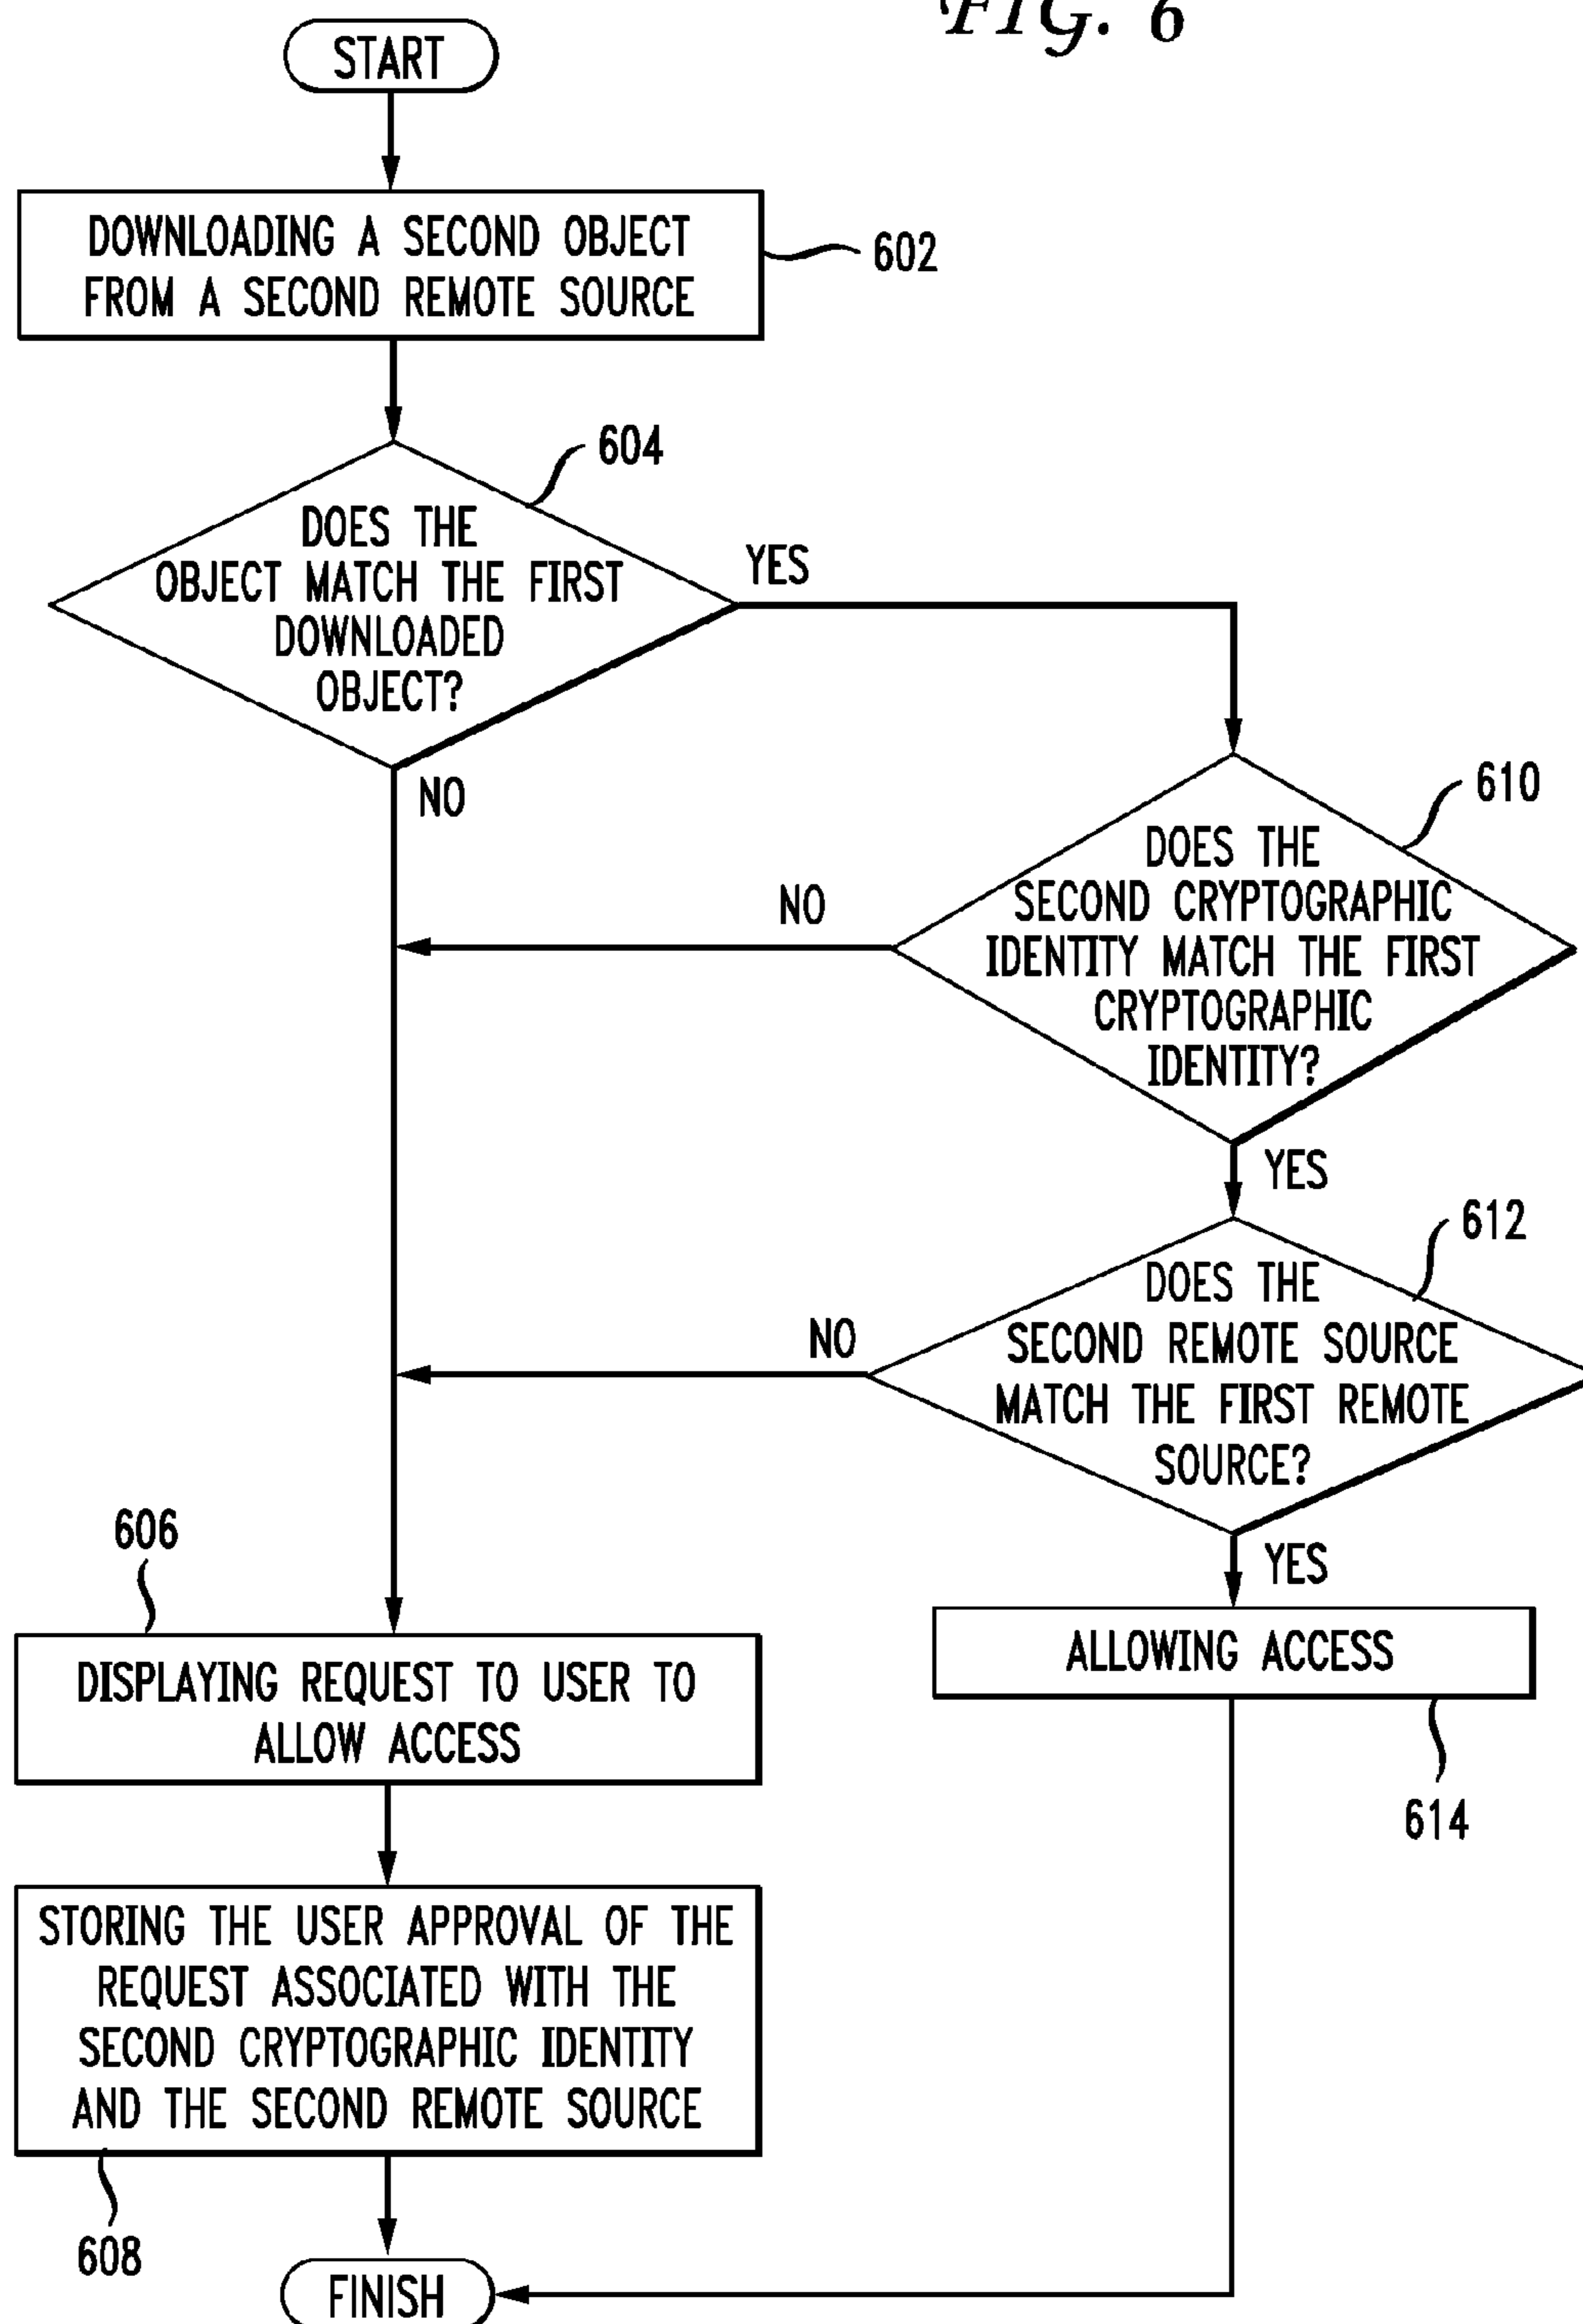 FIG. 6
START
DOWNLOADING A SECOND OBJECT
FROM A SECOND REMOTE SOURCE
602
604
DOES THE
OBJECT MATCH THE FIRST
DOWNLOADED
OBJECT?
YES
NO
610
DOES THE
SECOND CRYPTOGRAPHIC
IDENTITY MATCH THE FIRST
CRYPTOGRAPHIC
IDENTITY?
NO
YES
612
DOES THE
SECOND REMOTE SOURCE
MATCH THE FIRST REMOTE
SOURCE?
NO
YES
606
DISPLAYING REQUEST TO USER TO
ALLOW ACCESS
ALLOWING ACCESS
614
STORING THE USER APPROVAL OF THE
REQUEST ASSOCIATED WITH THE
SECOND CRYPTOGRAPHIC IDENTITY
AND THE SECOND REMOTE SOURCE
608
FINISH